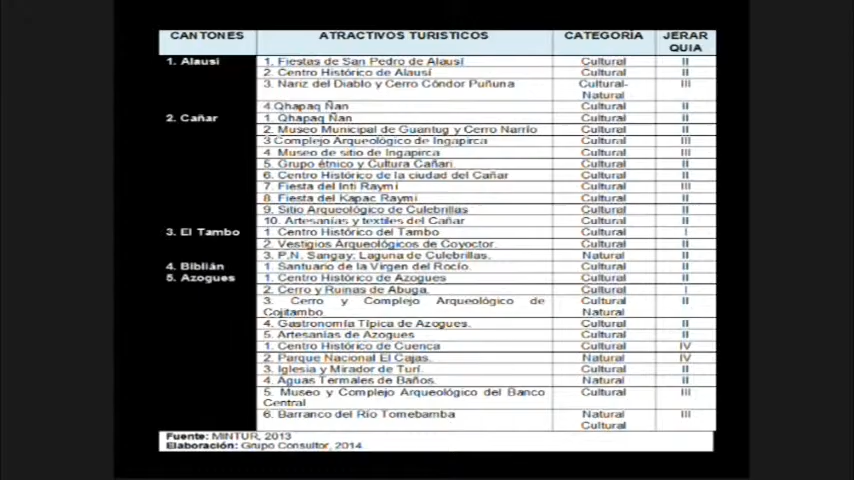 CANTONES ATRACTIVOS TURISTICOS CATEGORÍA JERAR
QUIA
1. Alausí 1. Fiestas de San Pedro de Alausí Cultural II
2. Centro Histórico de Alausí Cultural II
3. Nariz del Diablo y Cerro Cóndor Puñuna Cultural- III
Natural
4.Qhapaq Ñan Cultural II
2. Cañar 1. Qhapaq Ñan Cultural II
2. Museo Municipal de Guantug y Cerro Narrío Cultural II
3 Complejo Arqueológico de Ingapirca Cultural III
4. Museo de sitio de Ingapirca Cultural III
5. Grupo étnico y Cultura Cañari. Cultural II
6. Centro Histórico de la ciudad del Cañar Cultural II
7. Fiesta del Inti Raymi Cultural III
8. Fiesta del Kapac Raymi Cultural II
9. Sitio Arqueológico de Culebrillas Cultural II
10. Artesanías y textiles del Cañar Cultural II
3. El Tambo 1 Centro Histórico del Tambo Cultural I
2. Vestigios Arqueológicos de Coyoctor. Cultural II
3. P.N. Sangay; Laguna de Culebrillas. Natural II
4. Biblián 1. Santuario de la Virgen del Rocío. Cultural II
5. Azogues 1. Centro Histórico de Azogues Cultural II
2. Cerro y Ruinas de Abuga. Cultural I
3. Cerro y Complejo Arqueológico de Cultural II
Cojitambo Natural
4. Gastronomía Típica de Azogues. Cultural II
5. Artesanías de Azogues Cultural II
1. Centro Histórico de Cuenca Cultural IV
2. Parque Nacional El Cajas. Natural IV
3. Iglesia y Mirador de Turi. Cultural II
4. Aguas Termales de Baños. Natural II
5. Museo y Complejo Arqueológico del Banco Cultural III
Central
6. Barranco del Río Tomebamba Natural III
Cultural
Fuente: MINTUR, 2013
Elaboración: Grupo Consultor, 2014